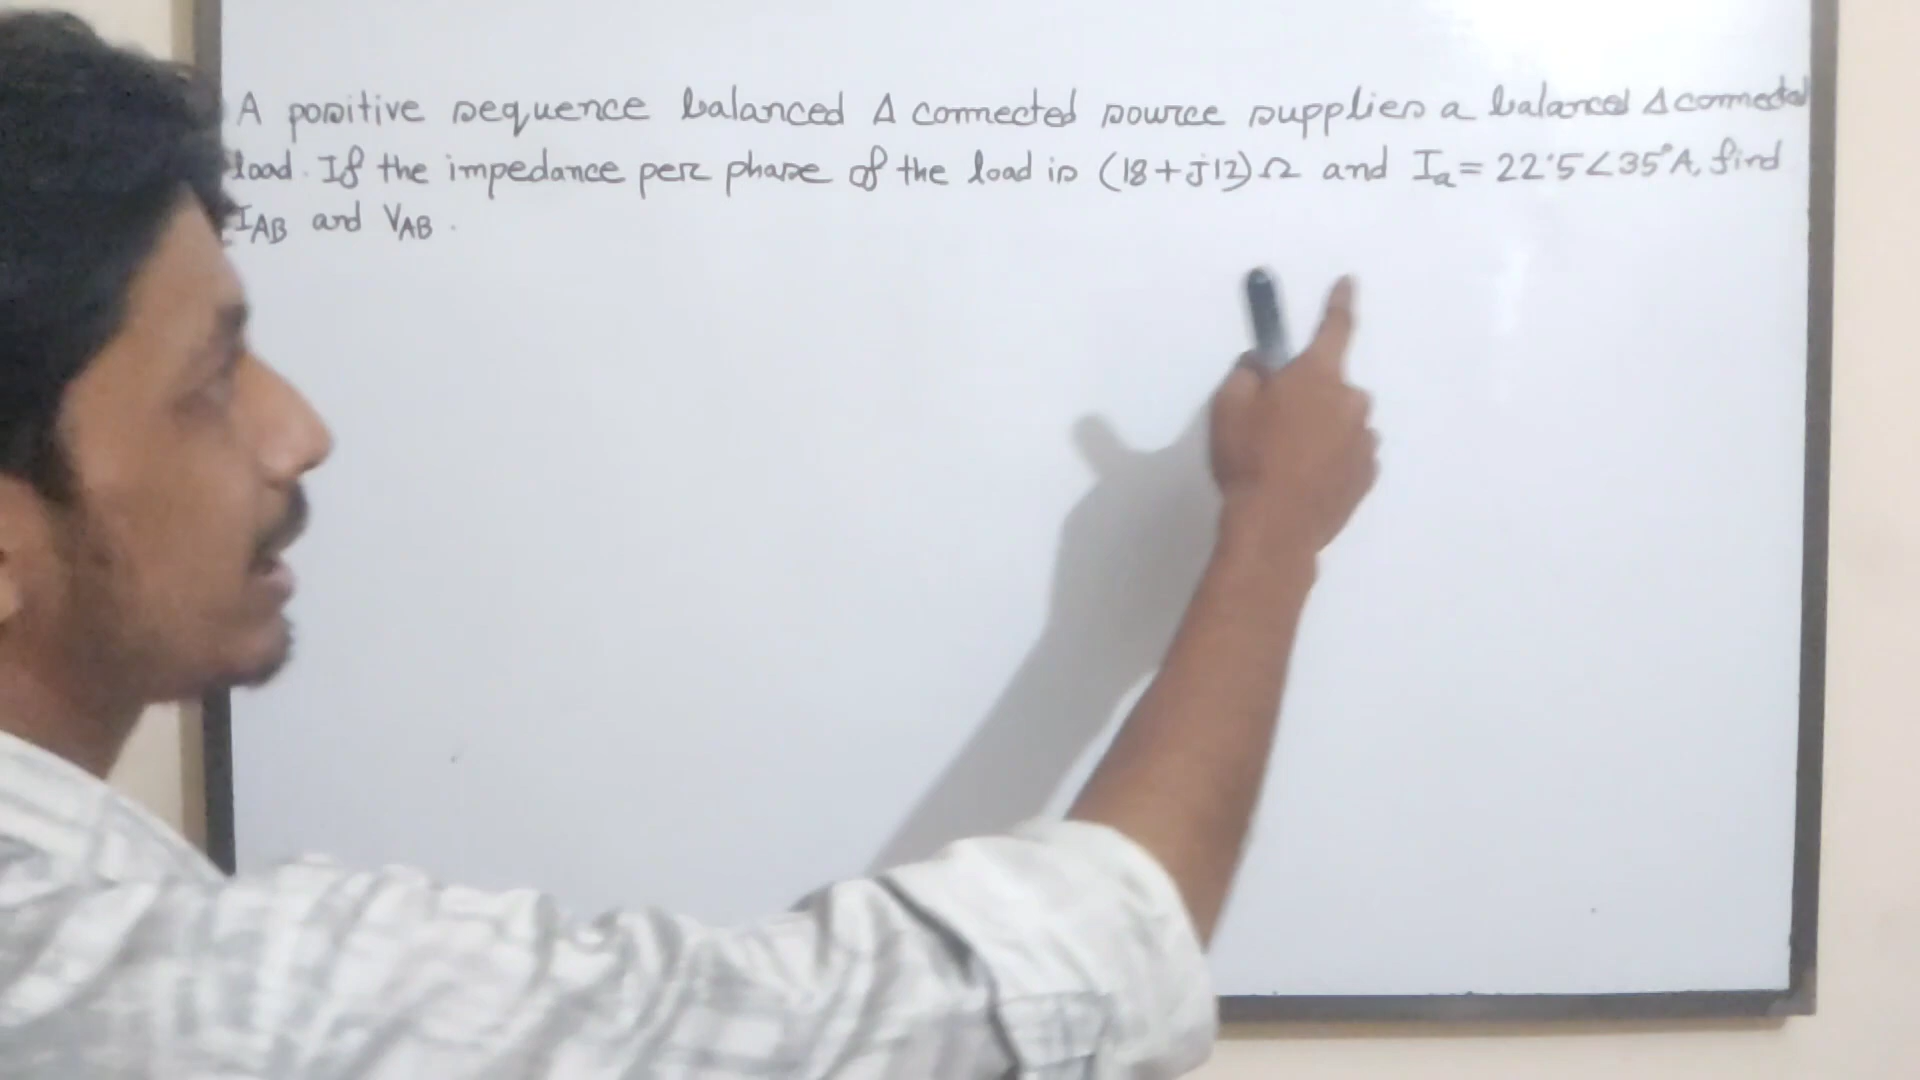 A positive sequence balanced Δ connected source supplies a balanced Δ connected
load. If the impedance per phase of the load is (18+j12)Ω and Ia = 22.5∠35°A, find
IAB and VAB.